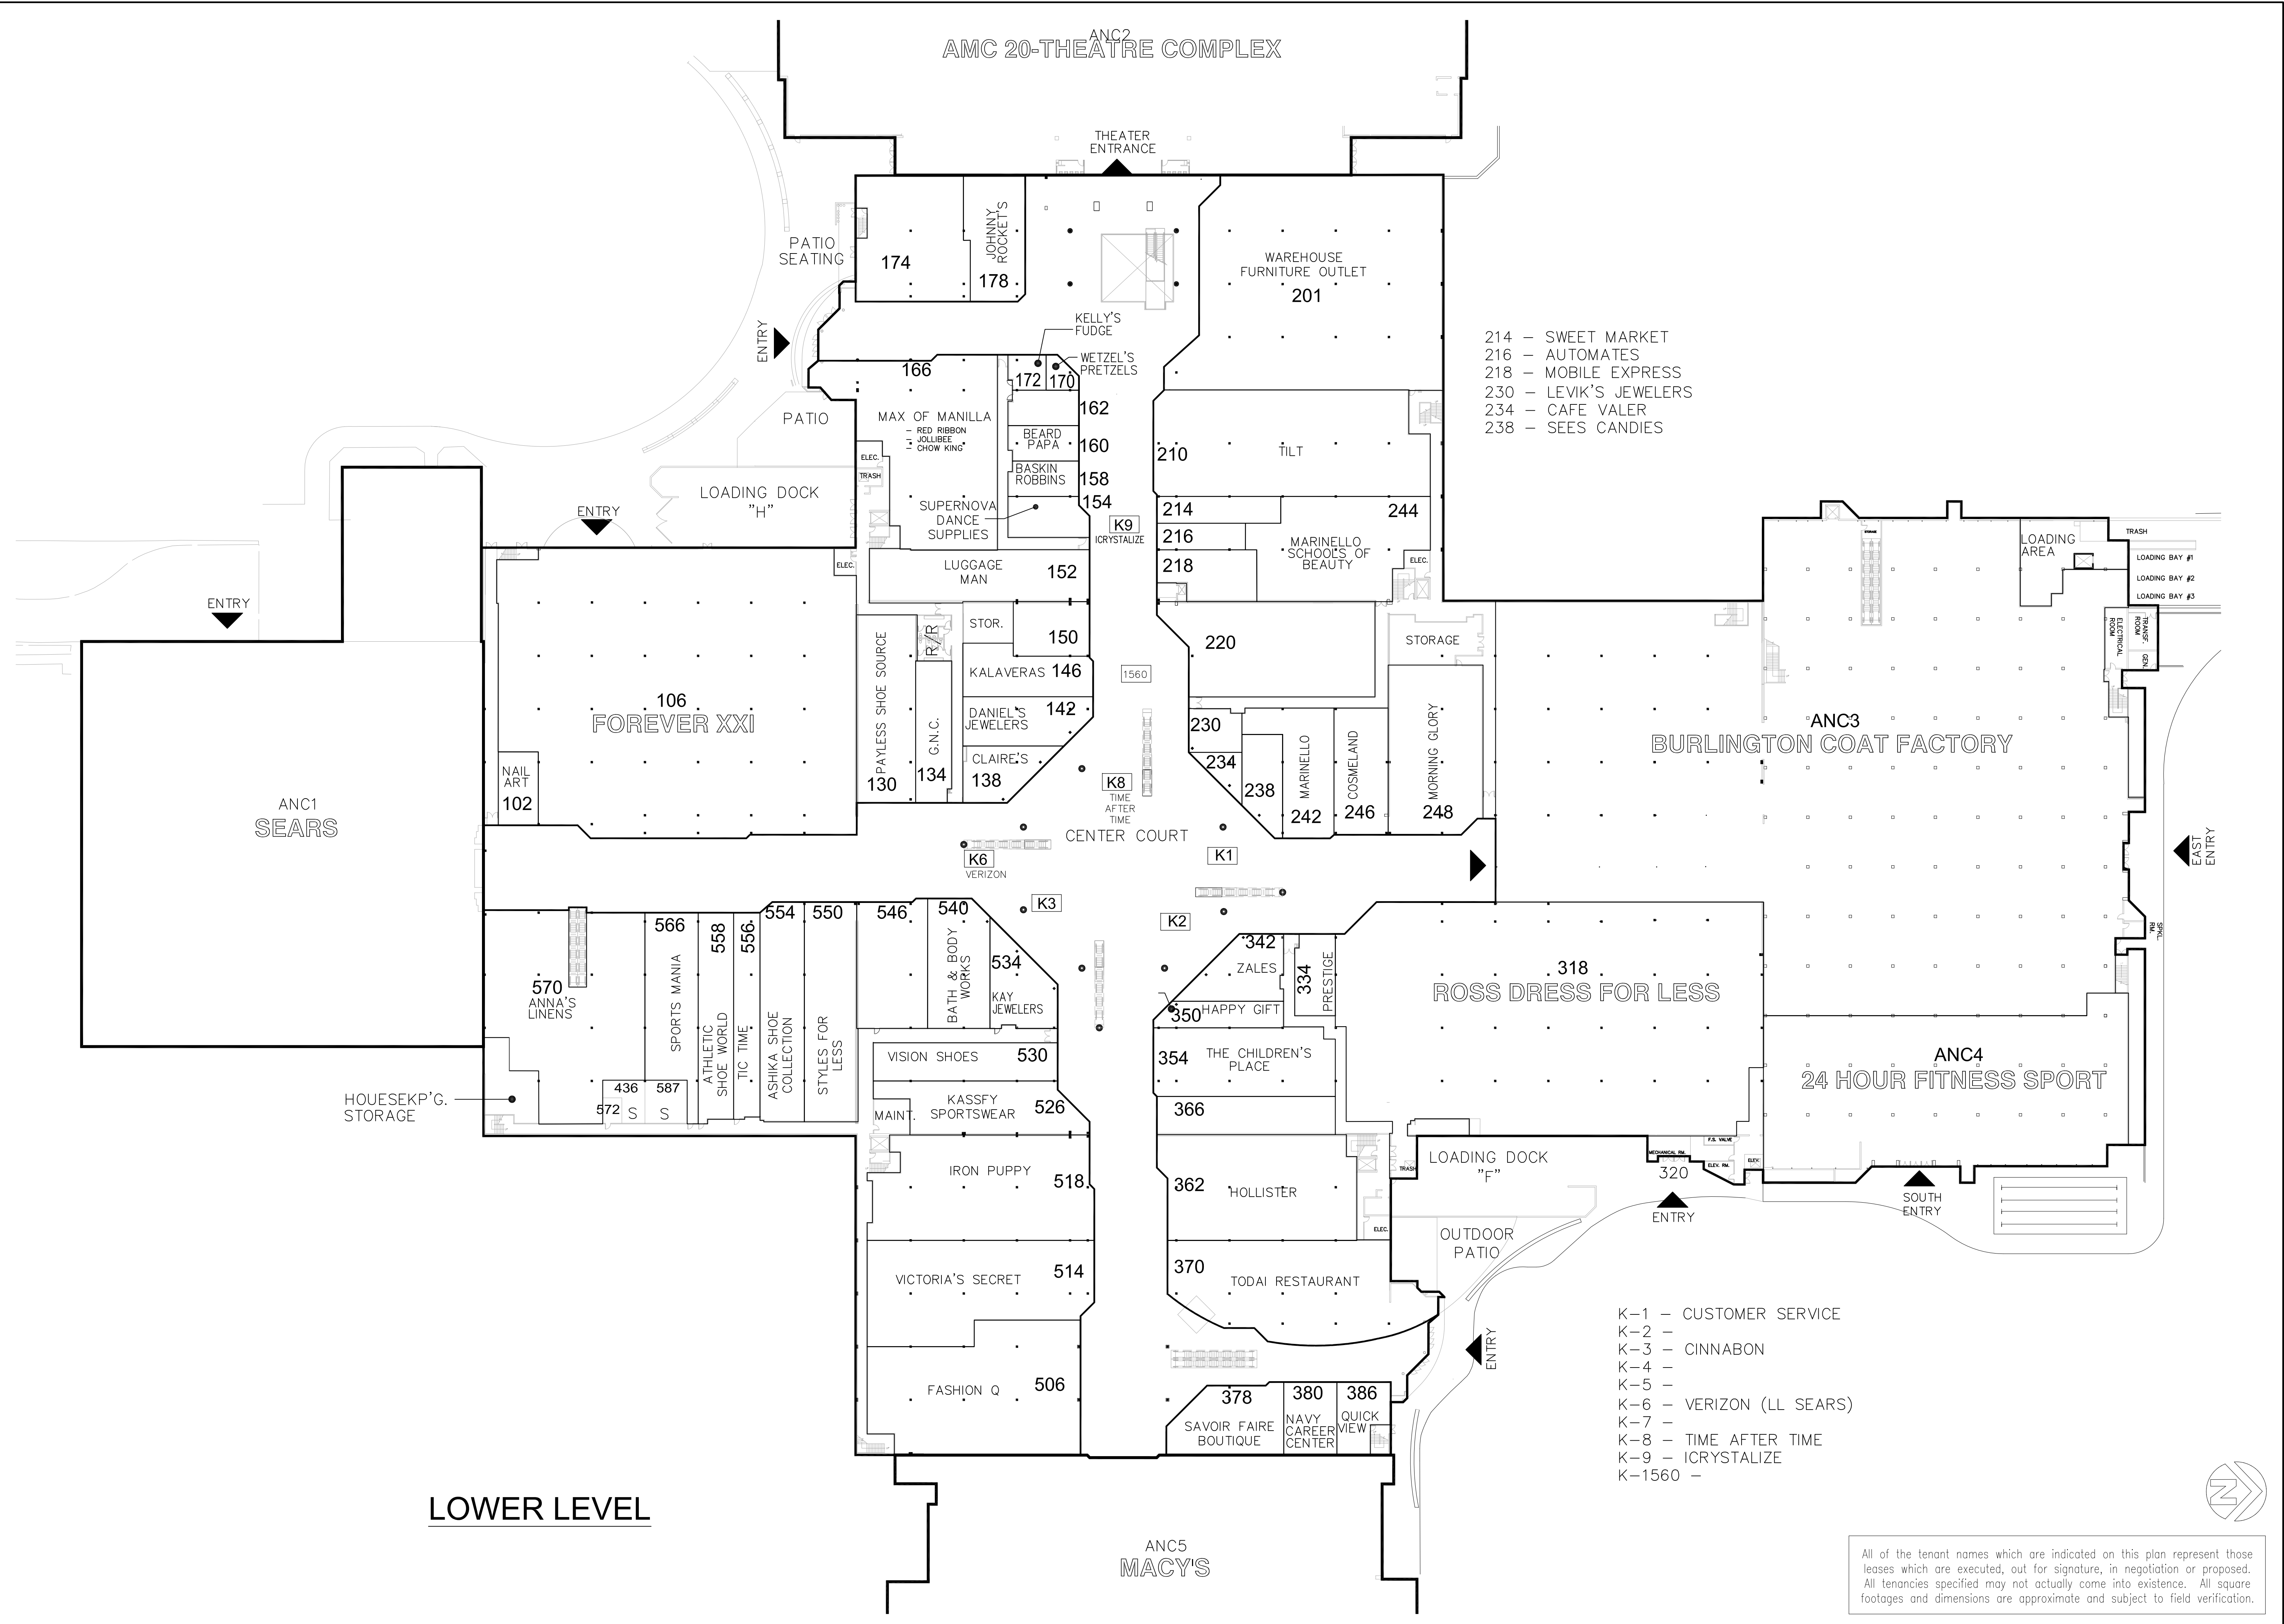 ANC2
AMC 20-THEATRE COMPLEX
THEATER
ENTRANCE
PATIO
SEATING
174
JOHNNY
ROCKET'S
178
WAREHOUSE
FURNITURE OUTLET
201
ENTRY
KELLY'S
FUDGE
WETZEL'S
PRETZELS
166
172
170
PATIO
MAX OF MANILLA
- RED RIBBON
- JOLLIBEE
- CHOW KING
162
BEARD
PAPA
160
BASKIN
ROBBINS
158
154
SUPERNOVA
DANCE
SUPPLIES
210
TILT
214 - SWEET MARKET
216 - AUTOMATES
218 - MOBILE EXPRESS
230 - LEVIK'S JEWELERS
234 - CAFE VALER
238 - SEES CANDIES
ELEC.
TRASH
LOADING DOCK
"H"
ENTRY
K9
ICRYSTALIZE
214
244
216
MARINELLO
SCHOOLS OF
BEAUTY
218
ELEC.
ELEC.
LUGGAGE
MAN
152
ENTRY
STOR.
150
R/R
KALAVERAS 146
1560
220
STORAGE
STORAGE
LOADING
AREA
TRASH
LOADING BAY #1
LOADING BAY #2
LOADING BAY #3
ELECTRICAL
ROOM
TRANSF.
ROOM
GEN.
106
FOREVER XXI
PAYLESS SHOE SOURCE
130
G.N.C.
134
DANIEL'S
JEWELERS
142
CLAIRE'S
138
NAIL
ART
102
ANC1
SEARS
230
234
238
MARINELLO
242
COSMELAND
246
MORNING GLORY
248
ANC3
BURLINGTON COAT FACTORY
K8
TIME
AFTER
TIME
CENTER COURT
K6
VERIZON
K1
K3
K2
EAST
ENTRY
SPKL.
RM.
570
ANNA'S
LINENS
566
SPORTS MANIA
558
ATHLETIC
SHOE WORLD
556
TIC TIME
554
ASHIKA SHOE
COLLECTION
550
STYLES FOR
LESS
546
540
BATH & BODY
WORKS
534
KAY
JEWELERS
342
ZALES
334
PRESTIGE
350
HAPPY GIFT
318
ROSS DRESS FOR LESS
VISION SHOES
530
354
THE CHILDREN'S
PLACE
ANC4
24 HOUR FITNESS SPORT
HOUESEKP'G.
STORAGE
436
587
572
S
S
MAINT.
KASSFY
SPORTSWEAR
526
366
IRON PUPPY
518
362
HOLLISTER
TRASH
ELEC.
LOADING DOCK
"F"
F.S. VALVE
MECHANICAL RM.
ELEV. RM.
ELEV.
320
ENTRY
SOUTH
ENTRY
OUTDOOR
PATIO
VICTORIA'S SECRET
514
370
TODAI RESTAURANT
ENTRY
FASHION Q
506
378
SAVOIR FAIRE
BOUTIQUE
380
NAVY
CAREER
CENTER
386
QUICK
VIEW
K-1 - CUSTOMER SERVICE
K-2 -
K-3 - CINNABON
K-4 -
K-5 -
K-6 - VERIZON (LL SEARS)
K-7 -
K-8 - TIME AFTER TIME
K-9 - ICRYSTALIZE
K-1560 -
LOWER LEVEL
ANC5
MACY'S
N
All of the tenant names which are indicated on this plan represent those
leases which are executed, out for signature, in negotiation or proposed.
All tenancies specified may not actually come into existence. All square
footages and dimensions are approximate and subject to field verification.